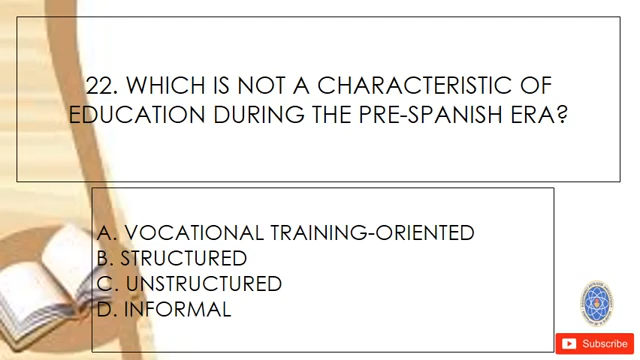 22. WHICH IS NOT A CHARACTERISTIC OF
EDUCATION DURING THE PRE-SPANISH ERA?
A. VOCATIONAL TRAINING-ORIENTED
B. STRUCTURED
C. UNSTRUCTURED
D. INFORMAL
Subscribe